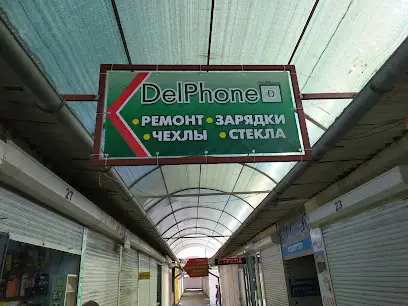 DelPhone
• РЕМОНТ • ЗАРЯДКИ
• ЧЕХЛЫ • СТЕКЛА
27
23